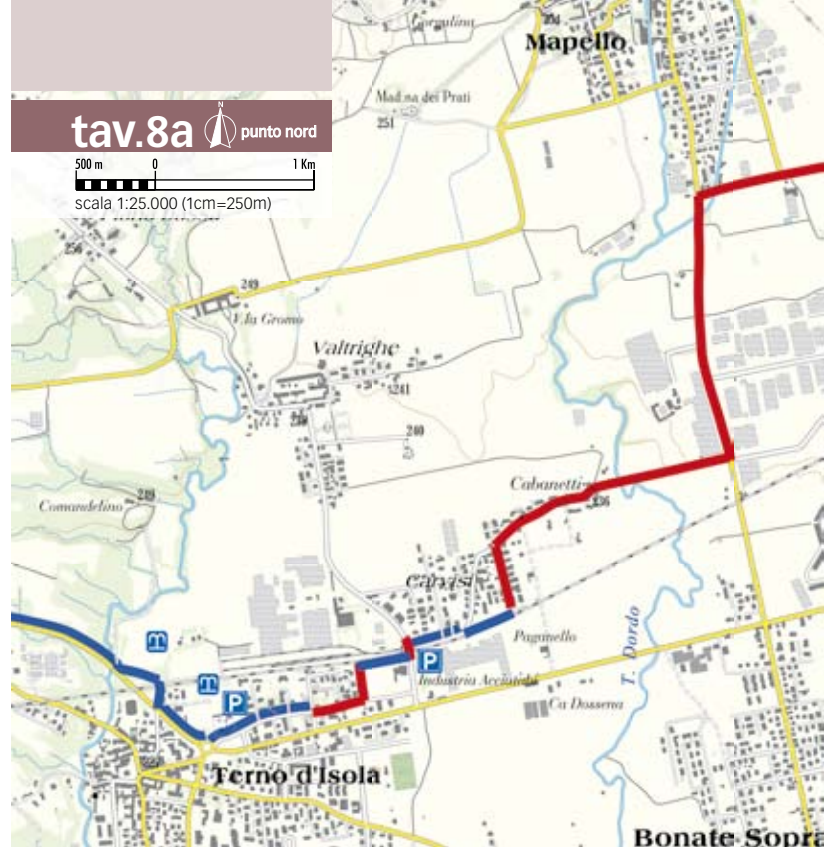 Mapello
Mad.na dei Prati
251
tav.8a
N
punto nord
500 m 0 1 Km
scala 1:25.000 (1cm=250m)
256
249
V.la Gromo
Valtrighe
241
240
Comandelino
249
Cabanetti
236
Carvisi
Paganello
T. Dordo
P
Industria
Ca Dossena
P
Terno d'Isola
Bonate Sopra